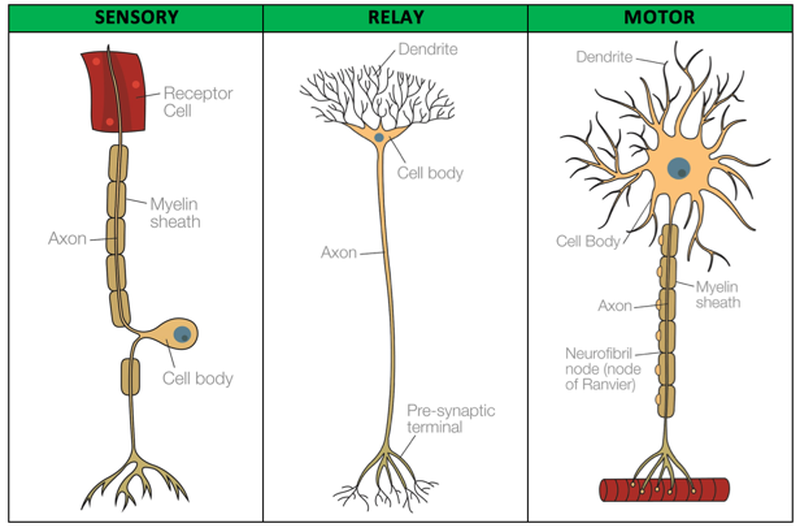 SENSORY
RELAY
MOTOR
Receptor
Cell
Myelin
sheath
Axon
Cell body
Dendrite
Cell body
Axon
Pre-synaptic
terminal
Dendrite
Cell Body
Myelin
sheath
Axon
Neurofibril
node (node
of Ranvier)